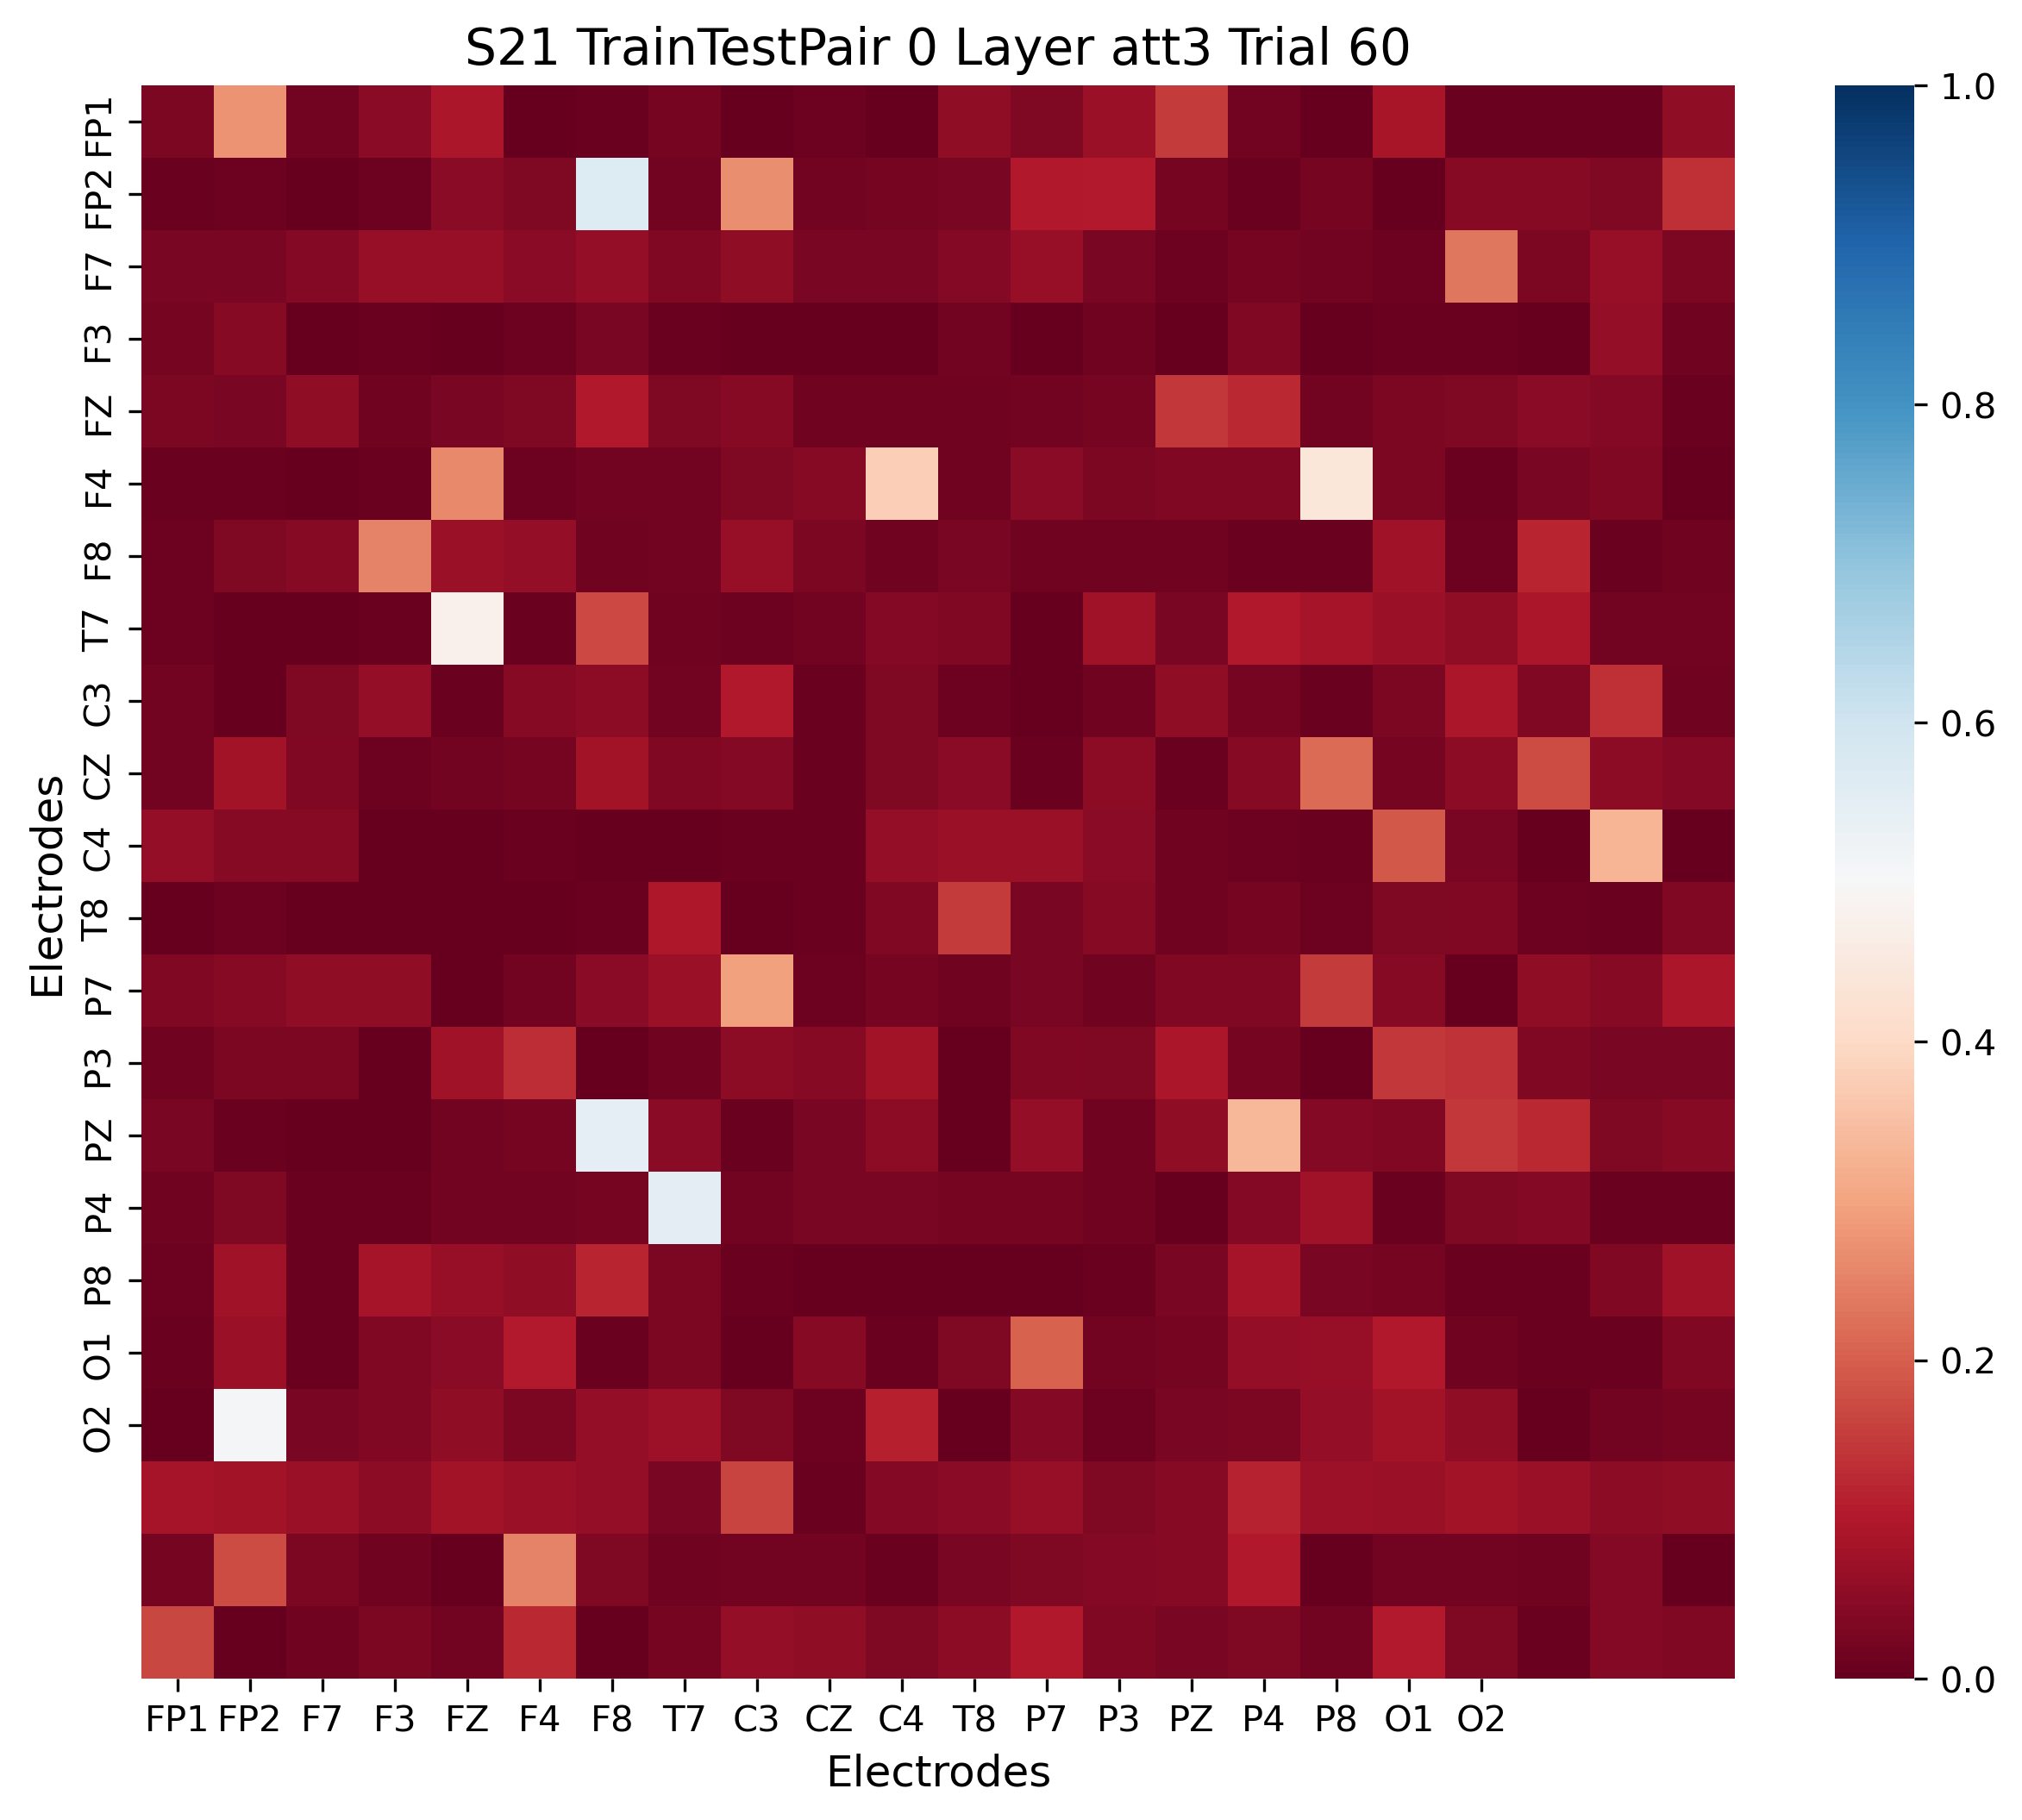 S21 TrainTestPair 0 Layer att3 Trial 60
Electrodes
FP1
FP2
F7
F3
FZ
F4
F8
T7
C3
CZ
C4
T8
P7
P3
PZ
P4
P8
O1
O2
FP1 FP2 F7 F3 FZ F4 F8 T7 C3 CZ C4 T8 P7 P3 PZ P4 P8 O1 O2
Electrodes
1.0
0.8
0.6
0.4
0.2
0.0